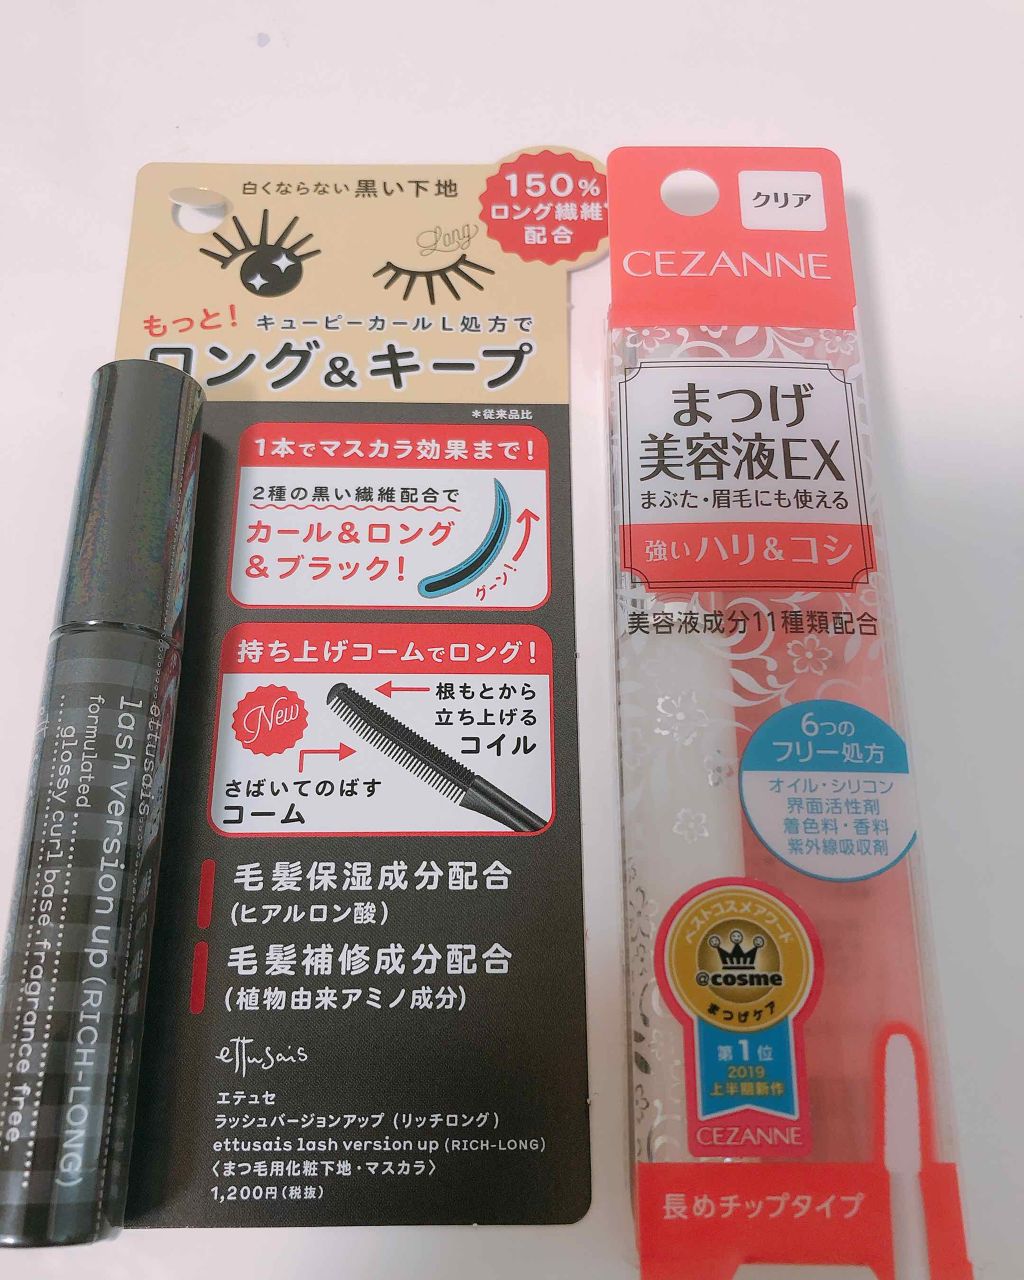 白くならない黒い下地
Long
150%
ロング繊維*
配合
もっと！ キューピーカールL処方で
ロング&キープ
*従来品比
1本でマスカラ効果まで！
2種の黒い繊維配合で
カール&ロング
&ブラック！
グーン！
持ち上げコームでロング！
New
根もとから
立ち上げる
コイル
さばいてのばす
コーム
毛髪保湿成分配合
(ヒアルロン酸)
毛髪補修成分配合
(植物由来アミノ成分)
ettusais
エテュセ
ラッシュバージョンアップ (リッチロング)
ettusais lash version up (RICH-LONG)
〈まつ毛用化粧下地・マスカラ〉
1,200円(税抜)
ettusais
lash version up (RICH-LONG)
formulated
glossy curl base fragrance free
クリア
CEZANNE
まつげ
美容液EX
まぶた・眉毛にも使える
強いハリ&コシ
美容液成分11種類配合
6つの
フリー処方
オイル・シリコン
界面活性剤
着色料・香料
紫外線吸収剤
ベストコスメアワード
@cosme
まつげケア
第1位
2019
上半期新作
CEZANNE
長めチップタイプ